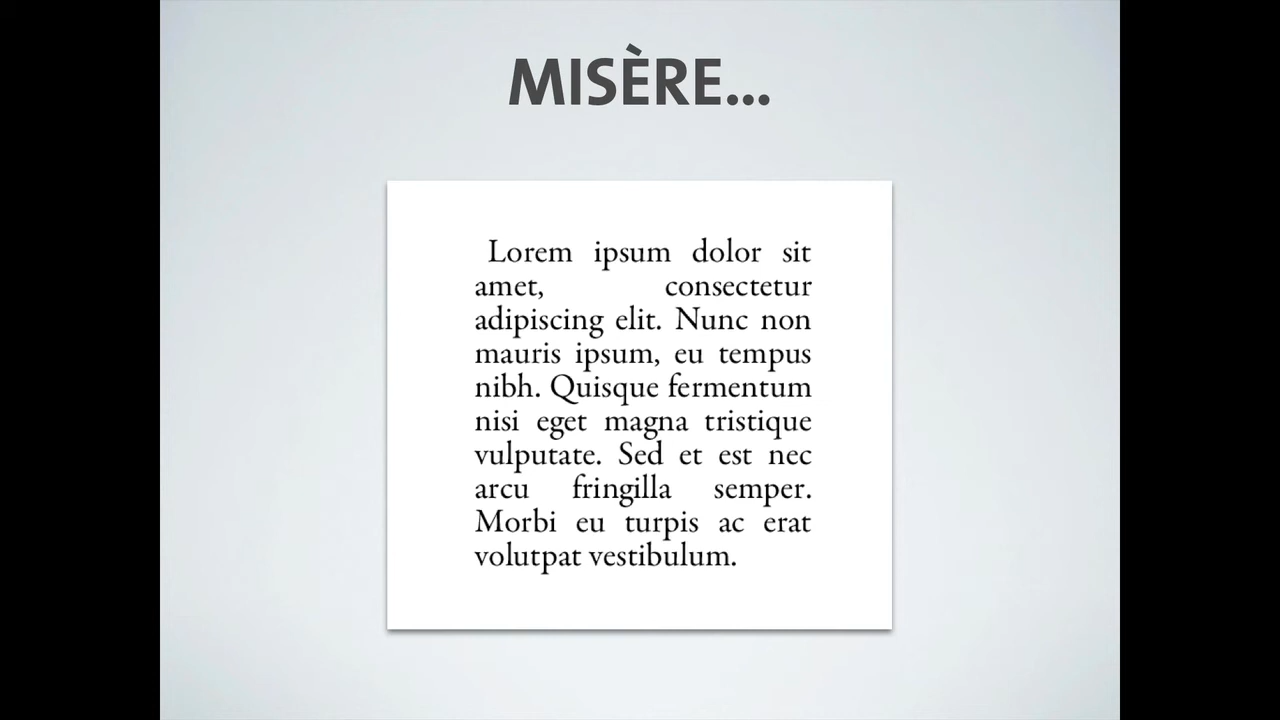 MISÈRE...
Lorem ipsum dolor sit
amet, consectetur
adipiscing elit. Nunc non
mauris ipsum, eu tempus
nibh. Quisque fermentum
nisi eget magna tristique
vulputate. Sed et est nec
arcu fringilla semper.
Morbi eu turpis ac erat
volutpat vestibulum.